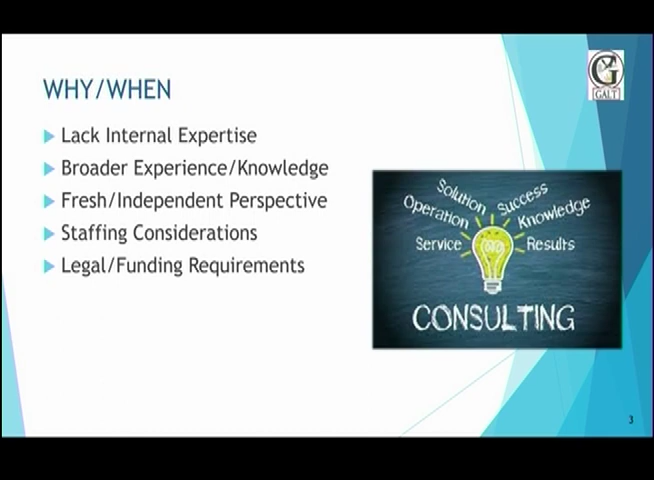 WHY/WHEN
G
GALT
Lack Internal Expertise
Broader Experience/Knowledge
Fresh/Independent Perspective
Staffing Considerations
Legal/Funding Requirements
Solution
Success
Operation
Knowledge
Service
Results
CONSULTING
3